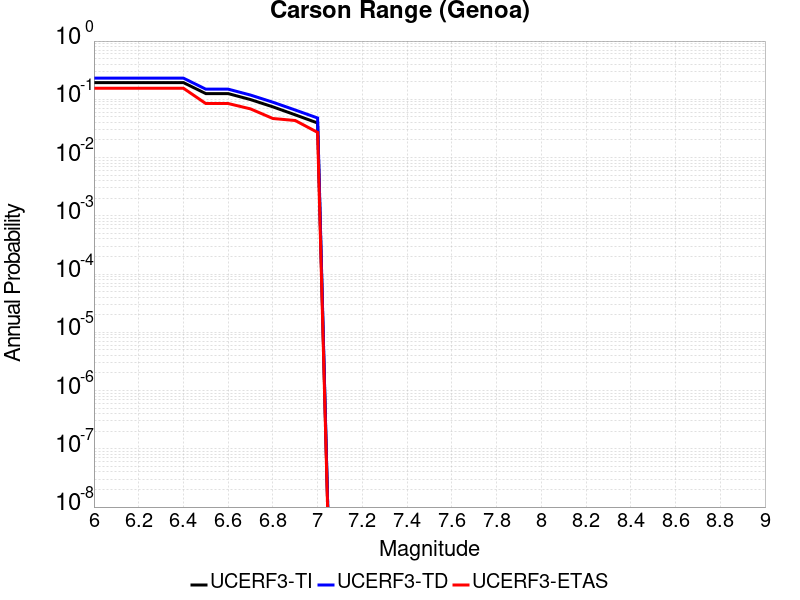 Carson Range (Genoa)
10^0
10^-1
10^-2
10^-3
10^-4
10^-5
10^-6
10^-7
10^-8
Annual Probability
6 6.2 6.4 6.6 6.8 7 7.2 7.4 7.6 7.8 8 8.2 8.4 8.6 8.8 9
Magnitude
UCERF3-TI UCERF3-TD UCERF3-ETAS